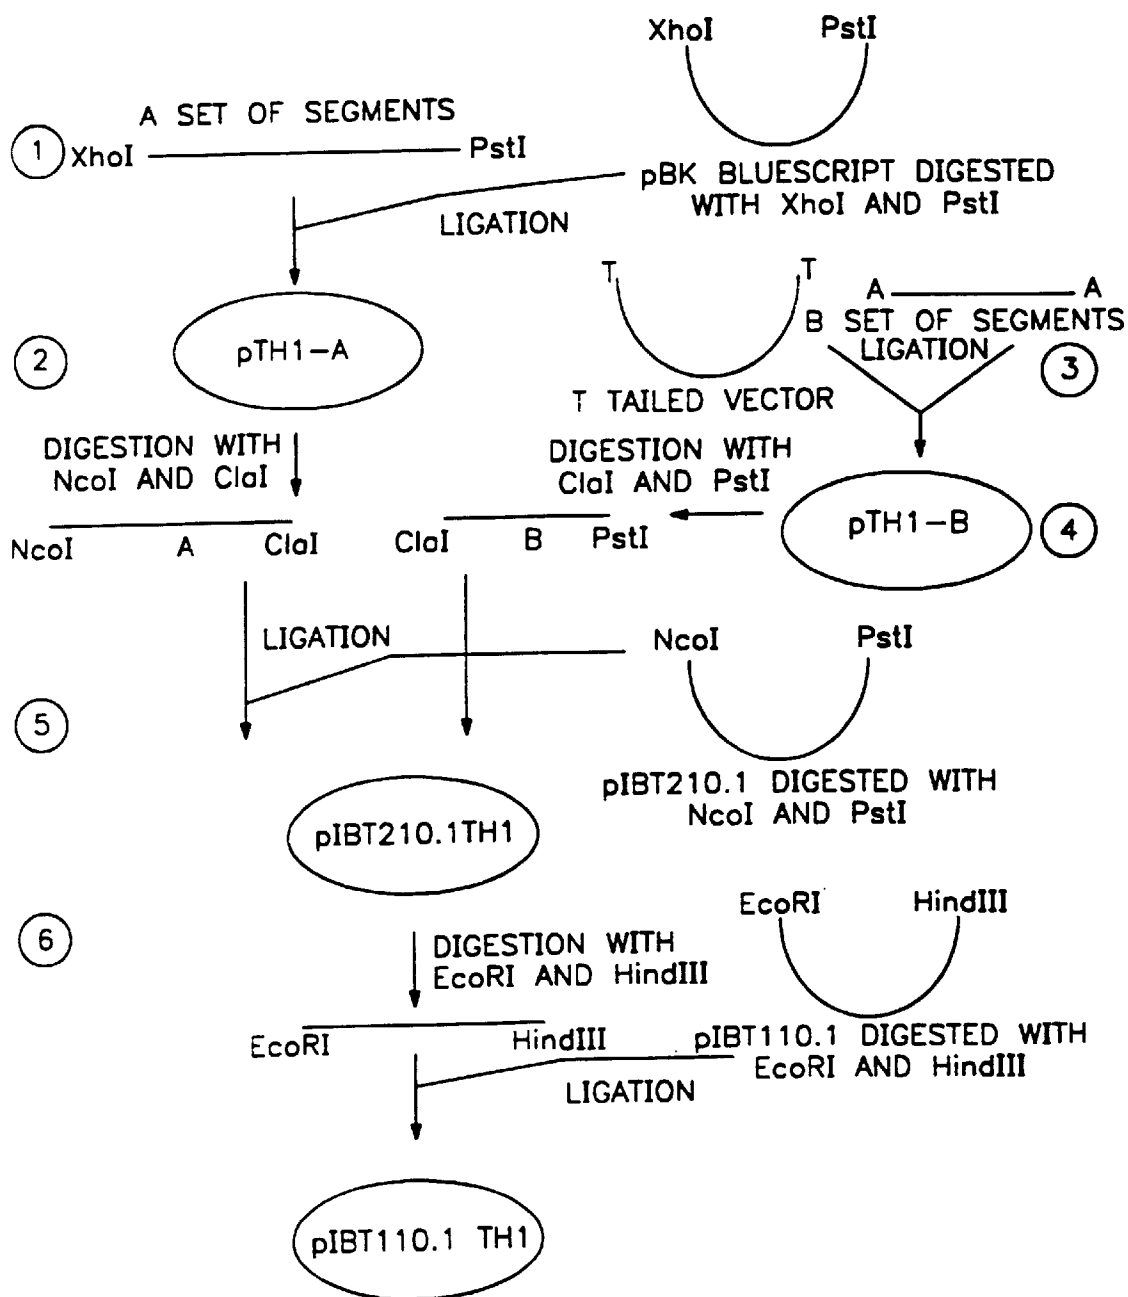 XhoI PstI
A SET OF SEGMENTS
1 XhoI PstI
pBK BLUESCRIPT DIGESTED
WITH XhoI AND PstI
LIGATION
T T
A A
B SET OF SEGMENTS
LIGATION
3
2
pTH1-A
T TAILED VECTOR
DIGESTION WITH
NcoI AND ClaI
DIGESTION WITH
ClaI AND PstI
pTH1-B
4
NcoI A ClaI
ClaI B PstI
LIGATION
NcoI PstI
5
pIBT210.1 DIGESTED WITH
NcoI AND PstI
pIBT210.1TH1
EcoRI HindIII
6
DIGESTION WITH
EcoRI AND HindIII
EcoRI HindIII
pIBT110.1 DIGESTED WITH
EcoRI AND HindIII
LIGATION
pIBT110.1 TH1